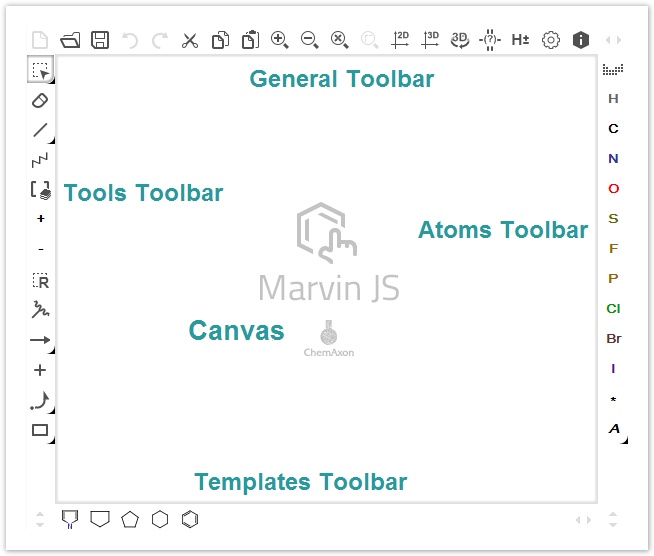 2D 3D 3D (?) H± i
General Toolbar
H
C
N
Tools Toolbar
O
S
Atoms Toolbar
F
P
Marvin JS
Cl
Canvas
Br
ChemAxon
I
*
A
+
-
R
+
Templates Toolbar
N